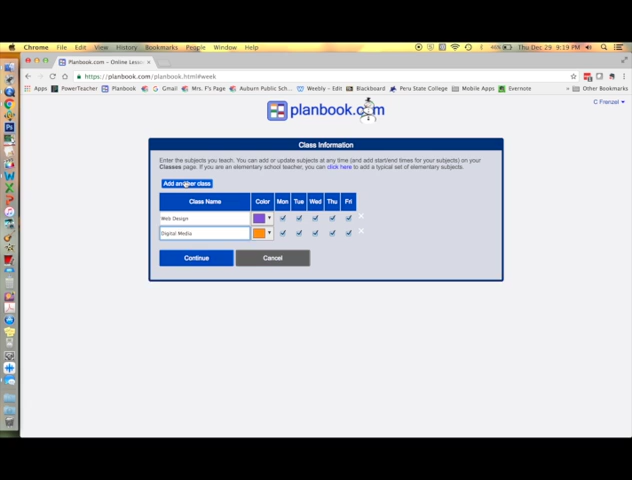 Chrome File Edit View History Bookmarks People Window Help Thu Dec 29 9:19 PM
Planbook.com – Online Lesso
https://planbook.com/planbook.html#week
Apps PowerTeacher Planbook Gmail Mrs. F's Page Auburn Public Sch... Weebly - Edit Blackboard Peru State College Mobile Apps Evernote Other Bookmarks
planbook.com
C Frenzel
Class Information
Enter the subjects you teach. You can add or update subjects at any time (and add start/end times for your subjects) on your
Classes page. If you are an elementary school teacher, you can click here to add a typical set of elementary subjects.
Add another class
Class Name Color Mon Tue Wed Thu Fri
Web Design
Digital Media
Continue Cancel